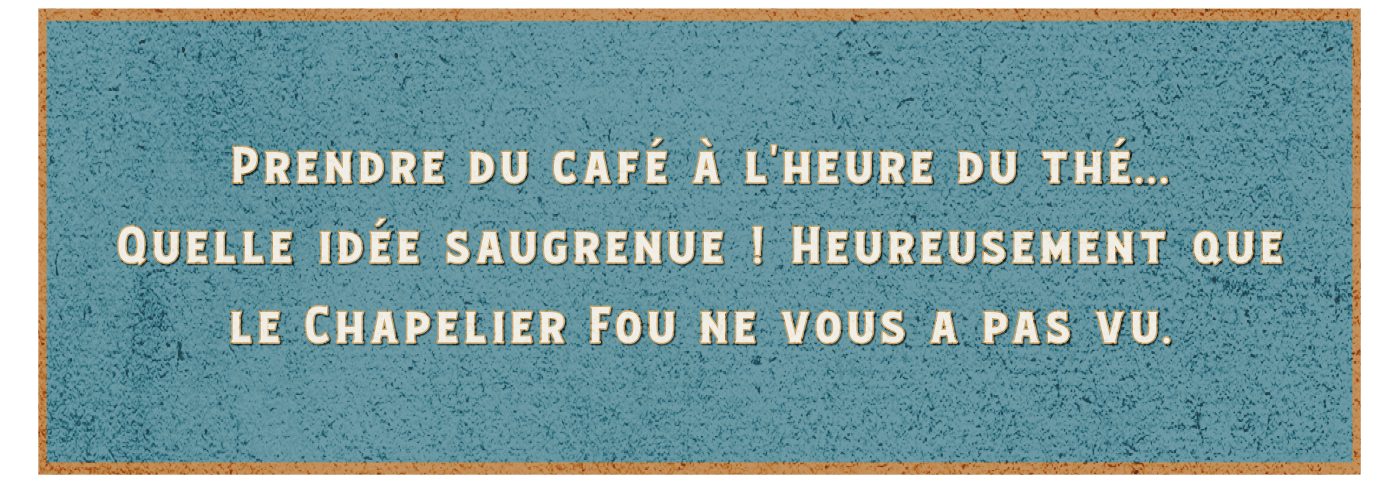 Prendre du café à l'heure du thé...
Quelle idée saugrenue ! Heureusement que
le Chapelier Fou ne vous a pas vu.